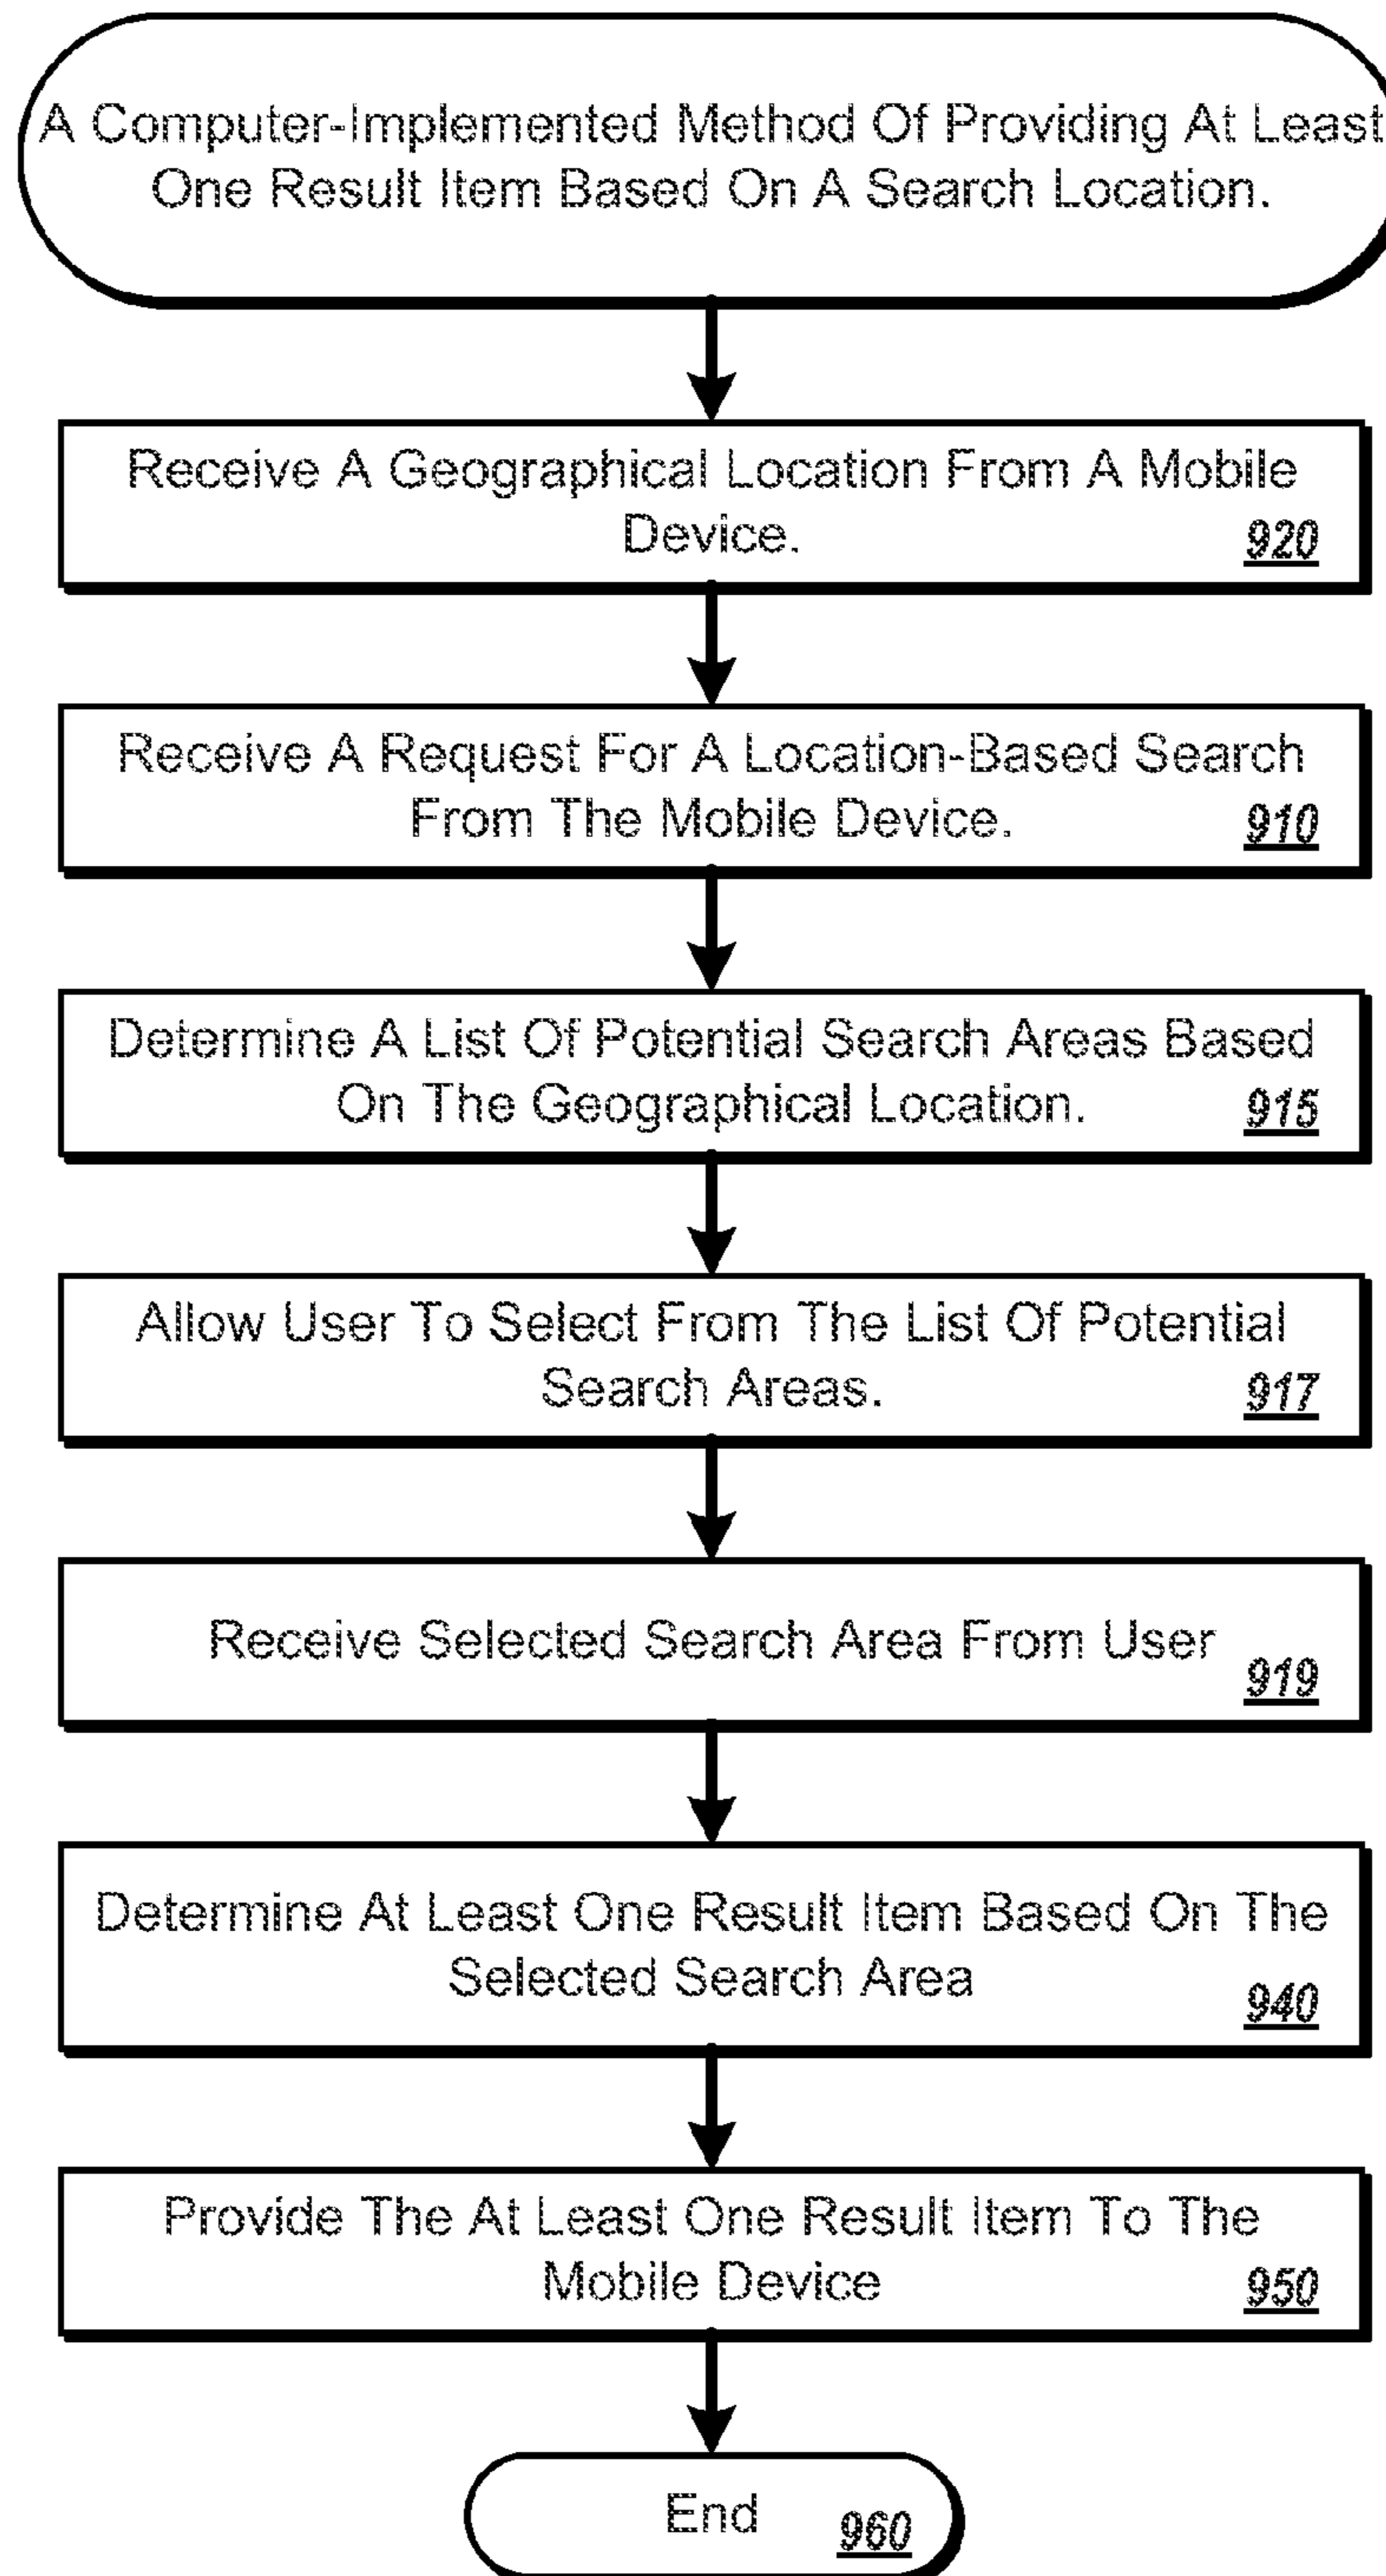 A Computer-Implemented Method Of Providing At Least
One Result Item Based On A Search Location.
Receive A Geographical Location From A Mobile
Device.
920
Receive A Request For A Location-Based Search
From The Mobile Device.
910
Determine A List Of Potential Search Areas Based
On The Geographical Location.
915
Allow User To Select From The List Of Potential
Search Areas.
917
Receive Selected Search Area From User
919
Determine At Least One Result Item Based On The
Selected Search Area
940
Provide The At Least One Result Item To The
Mobile Device
950
End
960